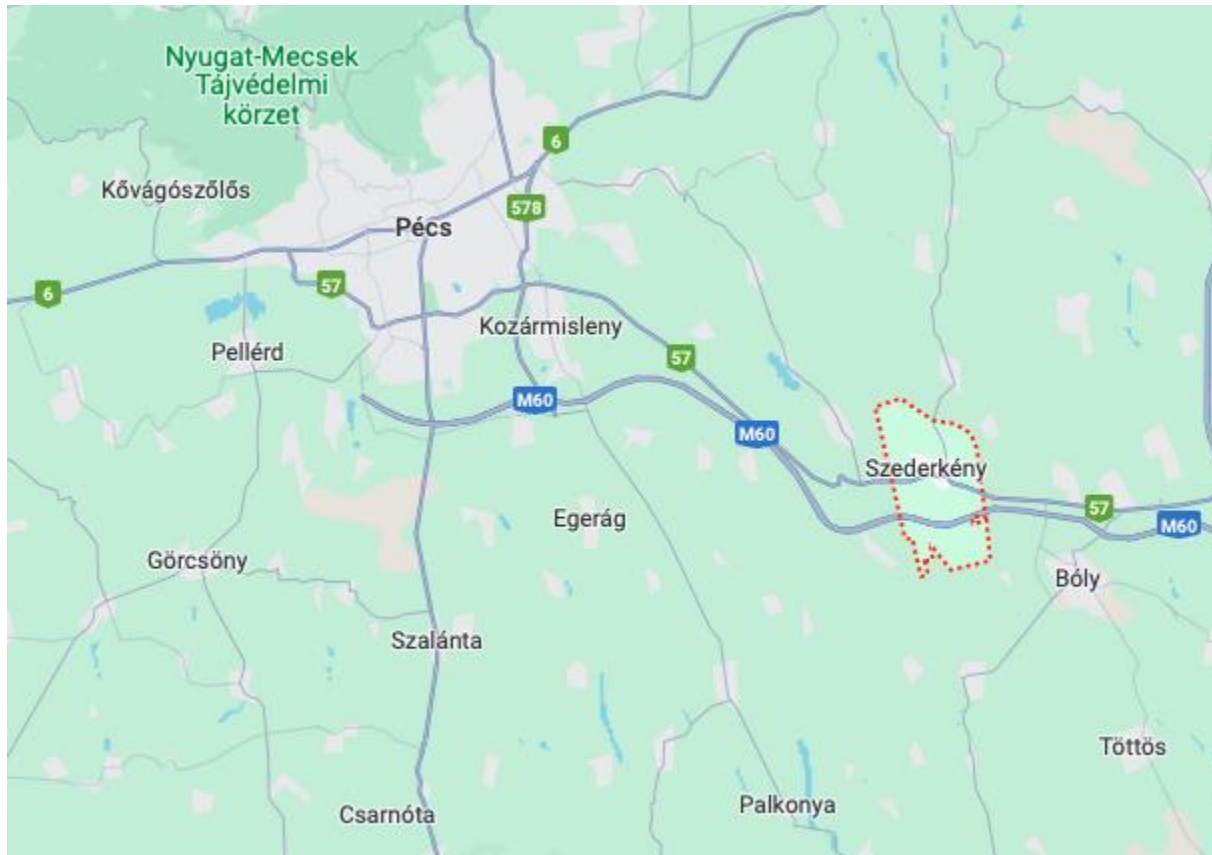 Nyugat-Mecsek
Tájvédelmi
körzet
6
Kővágószőlős
578
Pécs
57
6
Kozármisleny
Pellérd
57
M60
M60
Szederkény
57
M60
Egerág
Görcsöny
Bóly
Szalánta
Töttös
Palkonya
Csarnóta